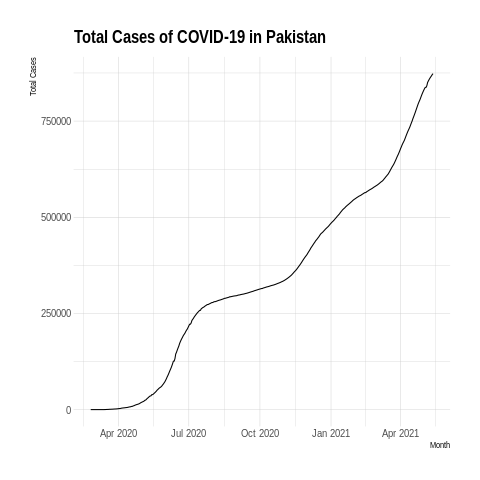 Total Cases of COVID-19 in Pakistan
Total Cases
750000
500000
250000
0
Apr 2020 Jul 2020 Oct 2020 Jan 2021 Apr 2021
Month